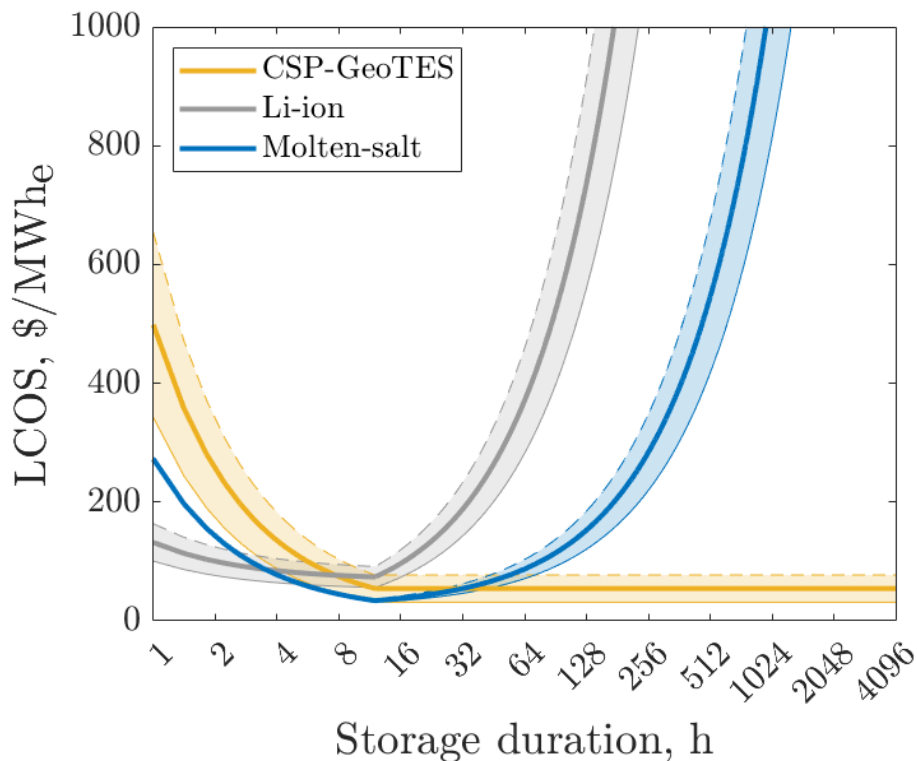 1000
800
600
400
200
0
LCOS, $/MWhe
CSP-GeoTES
Li-ion
Molten-salt
1 2 4 8 16 32 64 128 256 512 1024 2048 4096
Storage duration, h